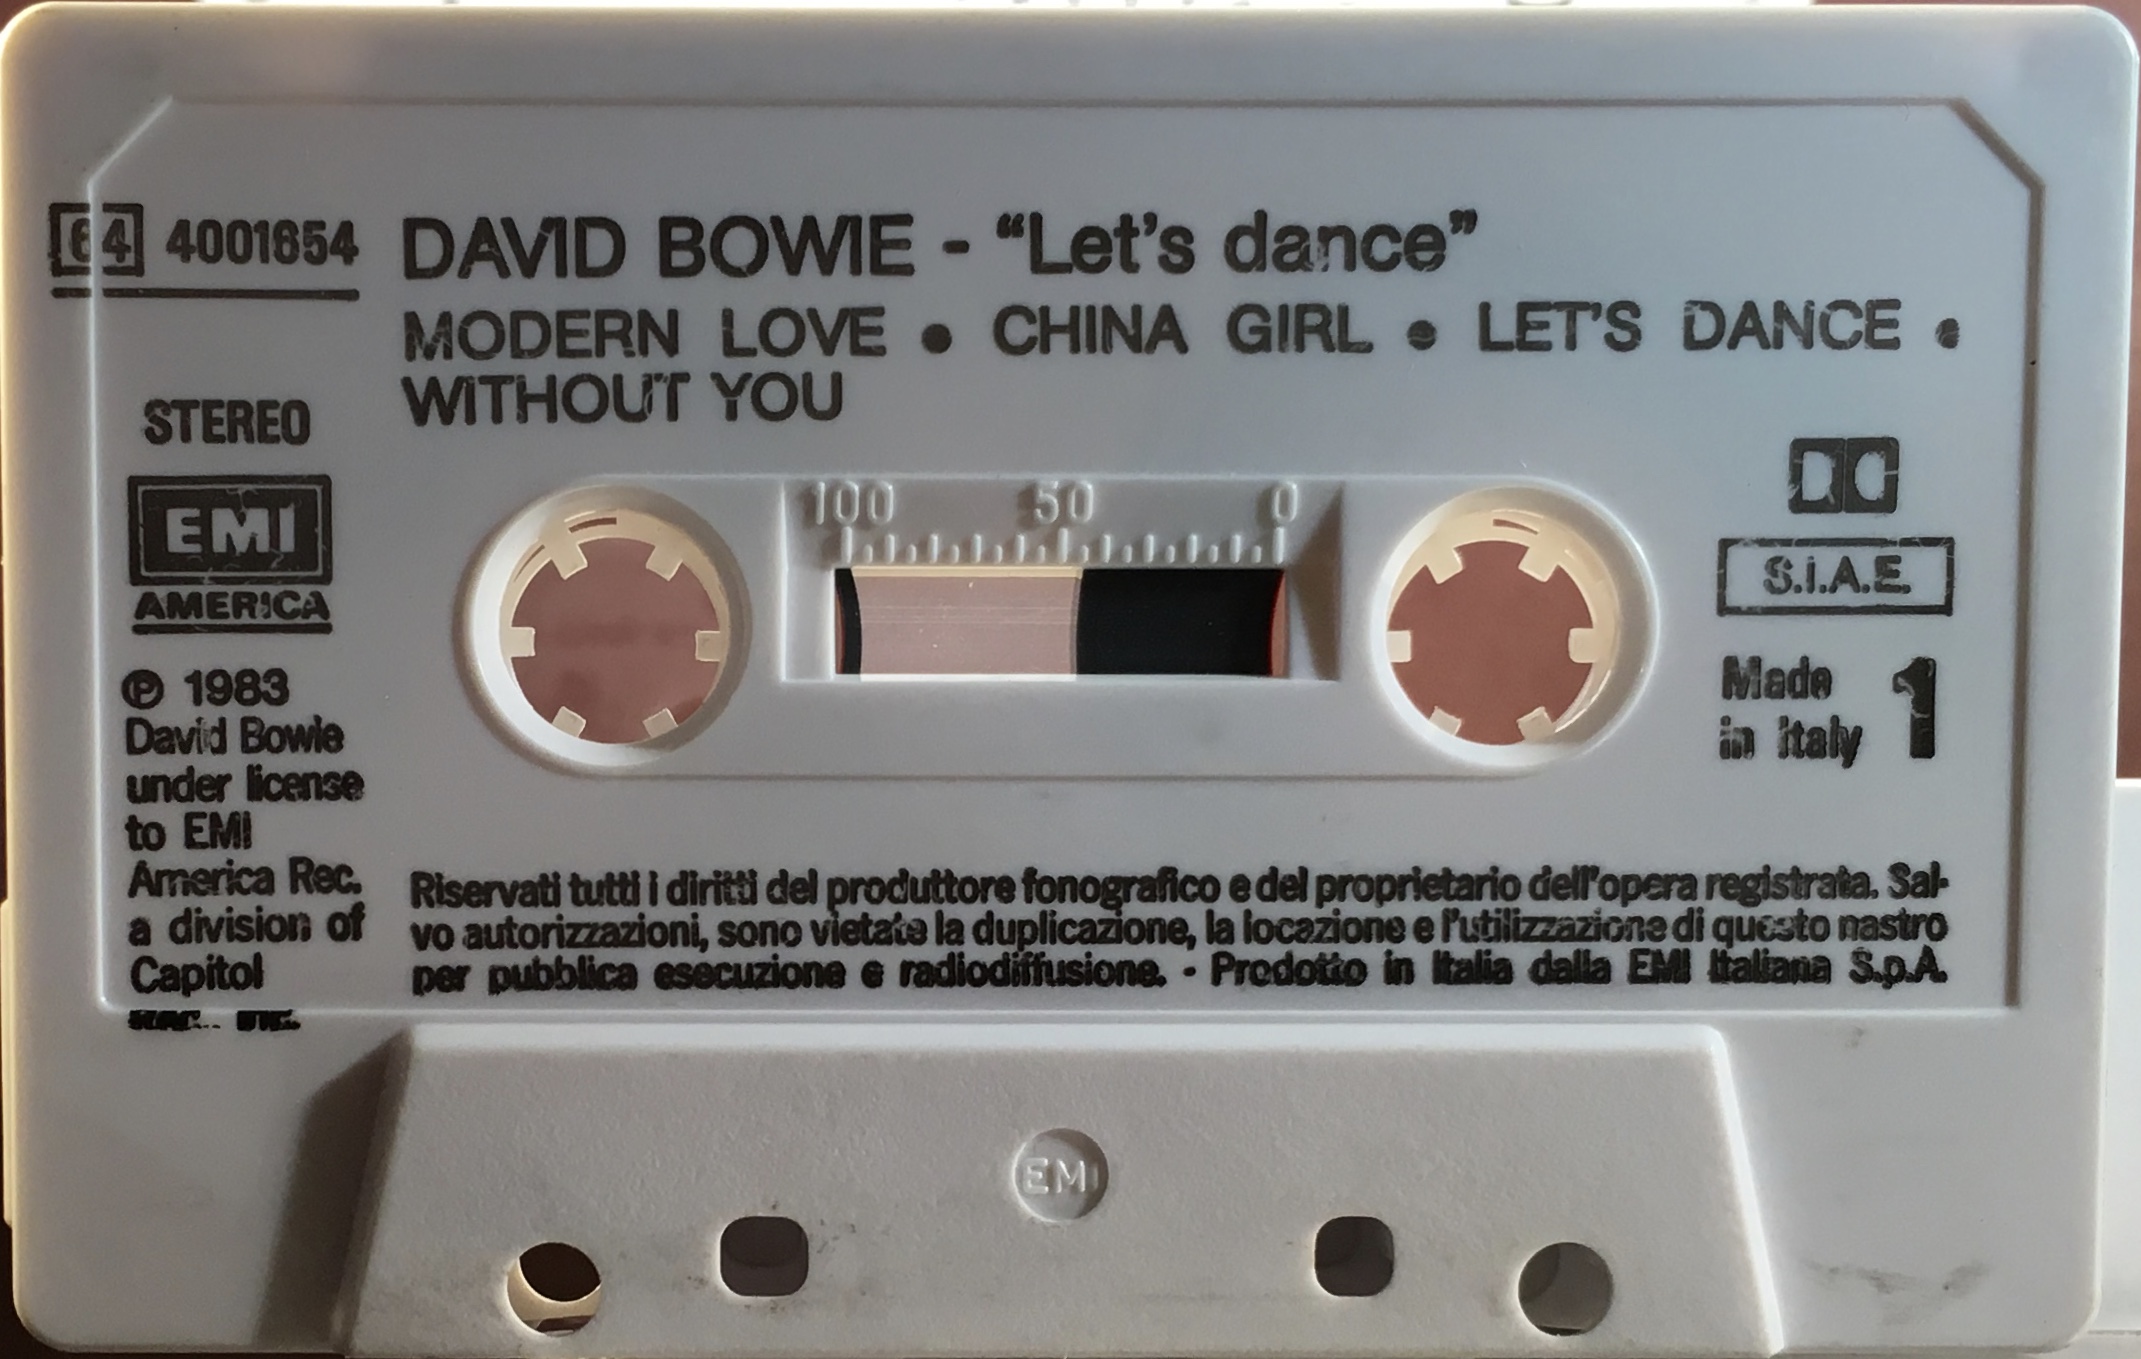 64 4001654
DAVID BOWIE - “Let's dance”
MODERN LOVE • CHINA GIRL • LET'S DANCE •
WITHOUT YOU
STEREO
EMI
AMERICA
℗ 1983
David Bowie
under license
to EMI
America Rec.
a division of
Capitol
100 50 0
S.I.A.E.
Made
in Italy
1
Riservati tutti i diritti del produttore fonografico e del proprietario dell'opera registrata. Sal-
vo autorizzazioni, sono vietate la duplicazione, la locazione e l'utilizzazione di questo nastro
per pubblica esecuzione e radiodiffusione. - Prodotto in Italia dalla EMI Italiana S.p.A.
EMI